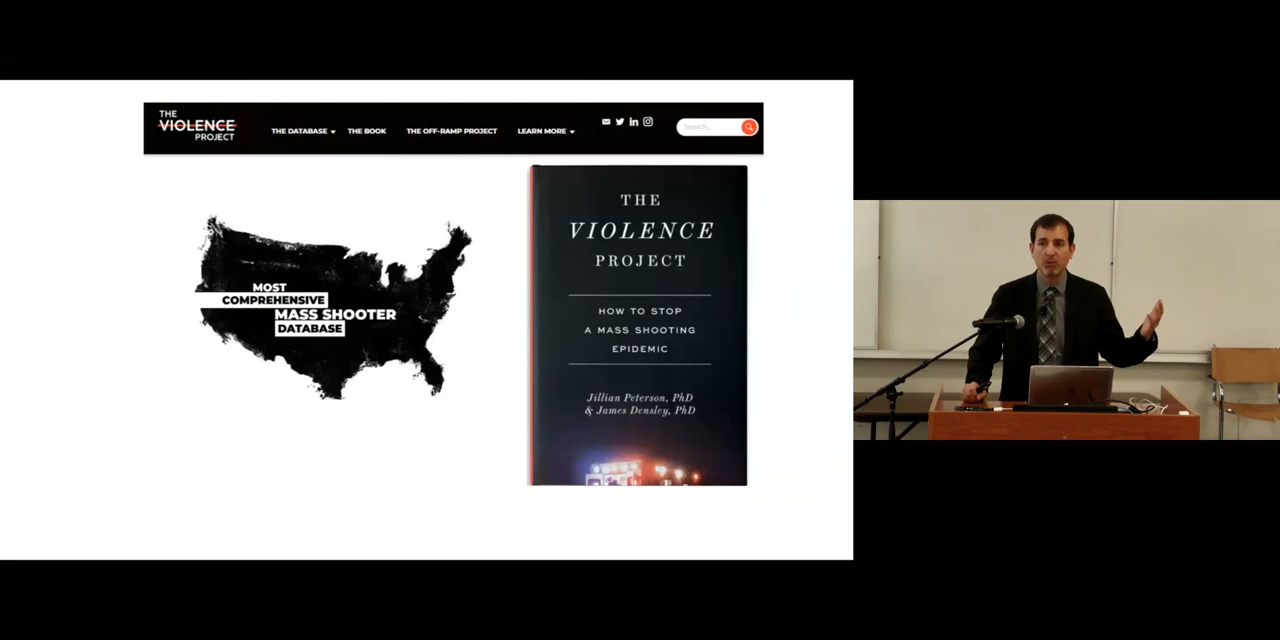 THE
VIOLENCE
PROJECT
THE DATABASE
THE BOOK
THE OFF-RAMP PROJECT
LEARN MORE
Search...
MOST
COMPREHENSIVE
MASS SHOOTER
DATABASE
THE
VIOLENCE
PROJECT
HOW TO STOP
A MASS SHOOTING
EPIDEMIC
Jillian Peterson, PhD
& James Densley, PhD